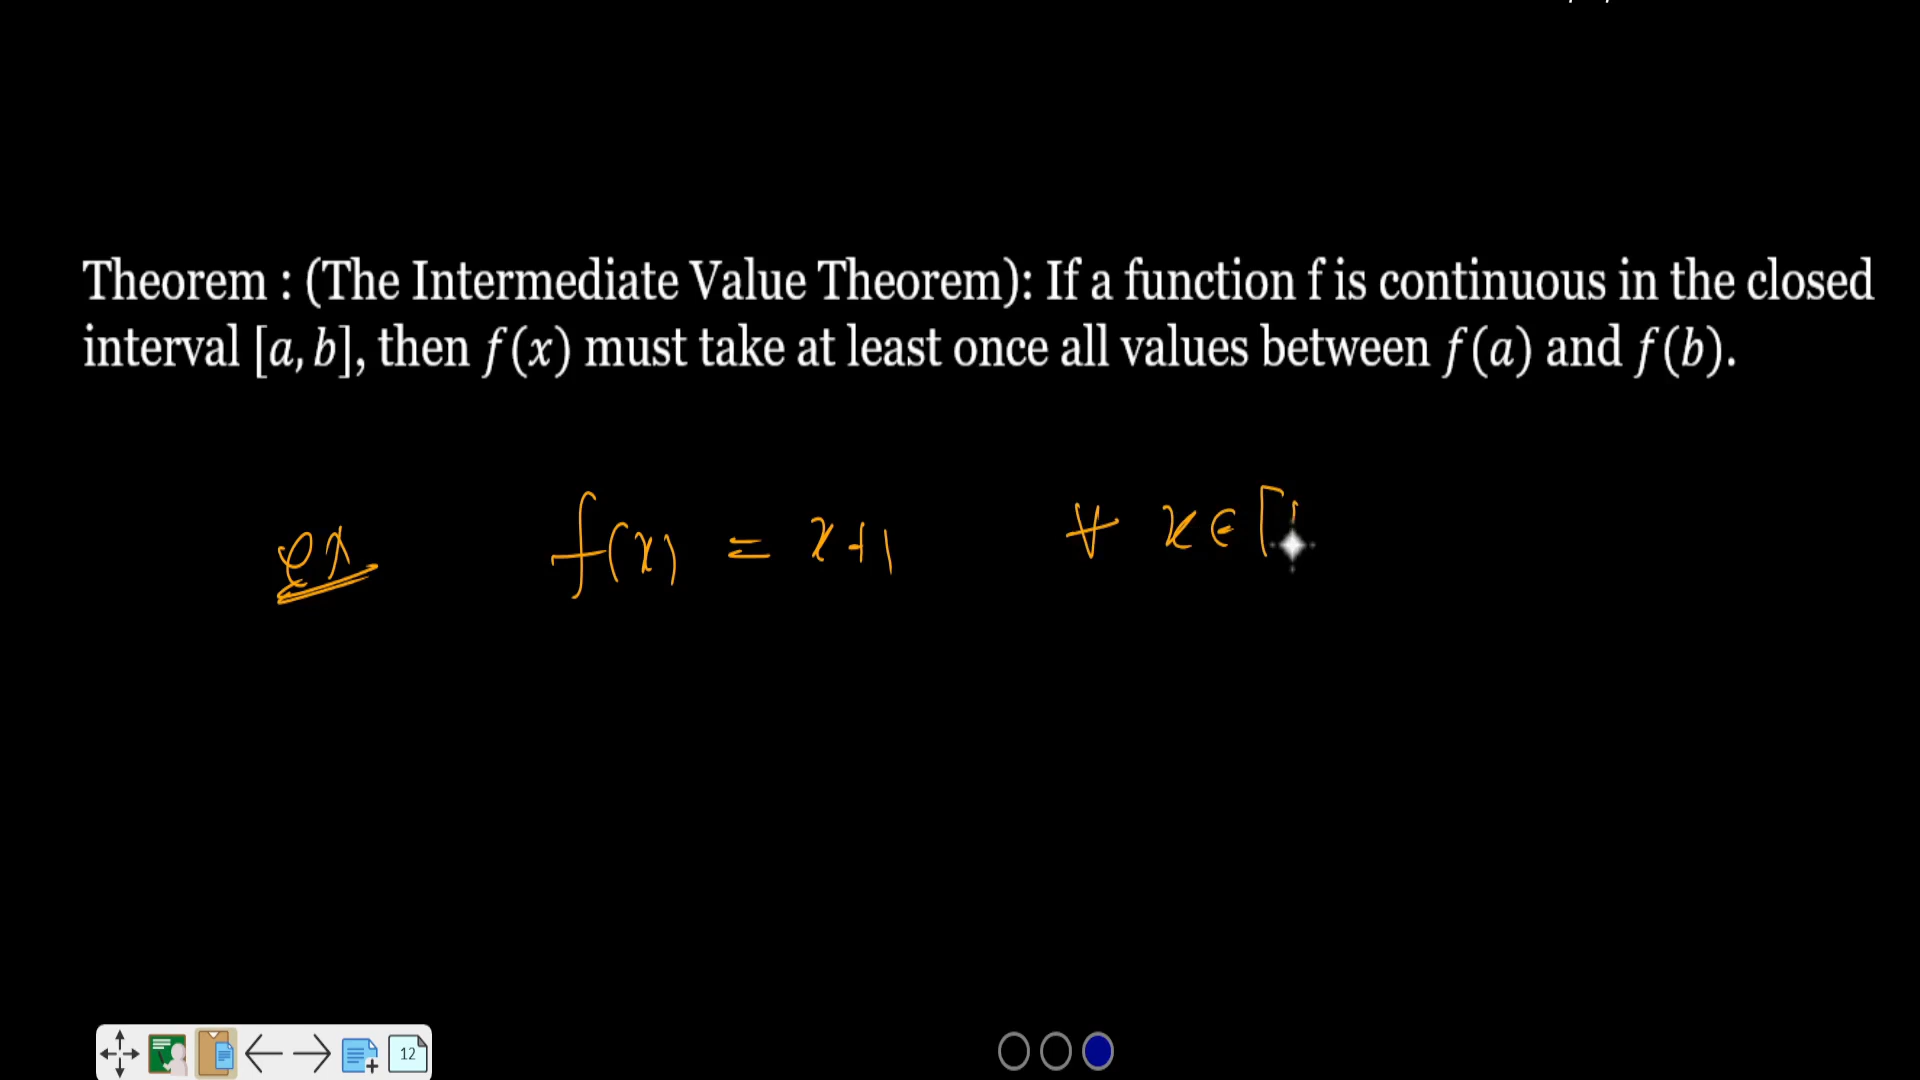 Theorem : (The Intermediate Value Theorem): If a function f is continuous in the closed
interval [a, b], then f(x) must take at least once all values between f(a) and f(b).
ex f(x) = x+1 ∀ x ∈ [
12